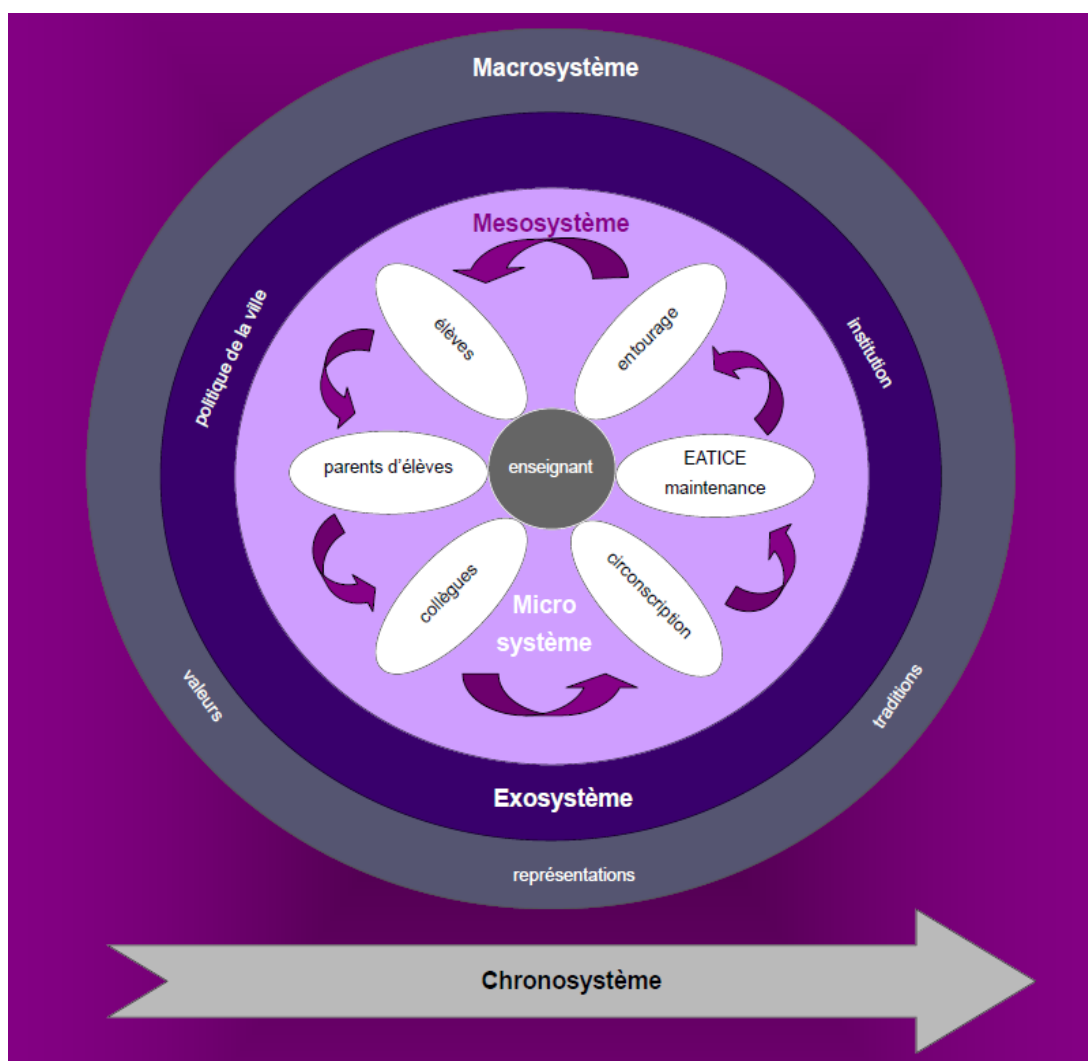 Macrosystème
Mesosystème
politique de la ville
institution
élèves
entourage
parents d'élèves
enseignant
EATICE
maintenance
collègues
circonscription
Micro
système
valeurs
traditions
Exosystème
représentations
Chronosystème